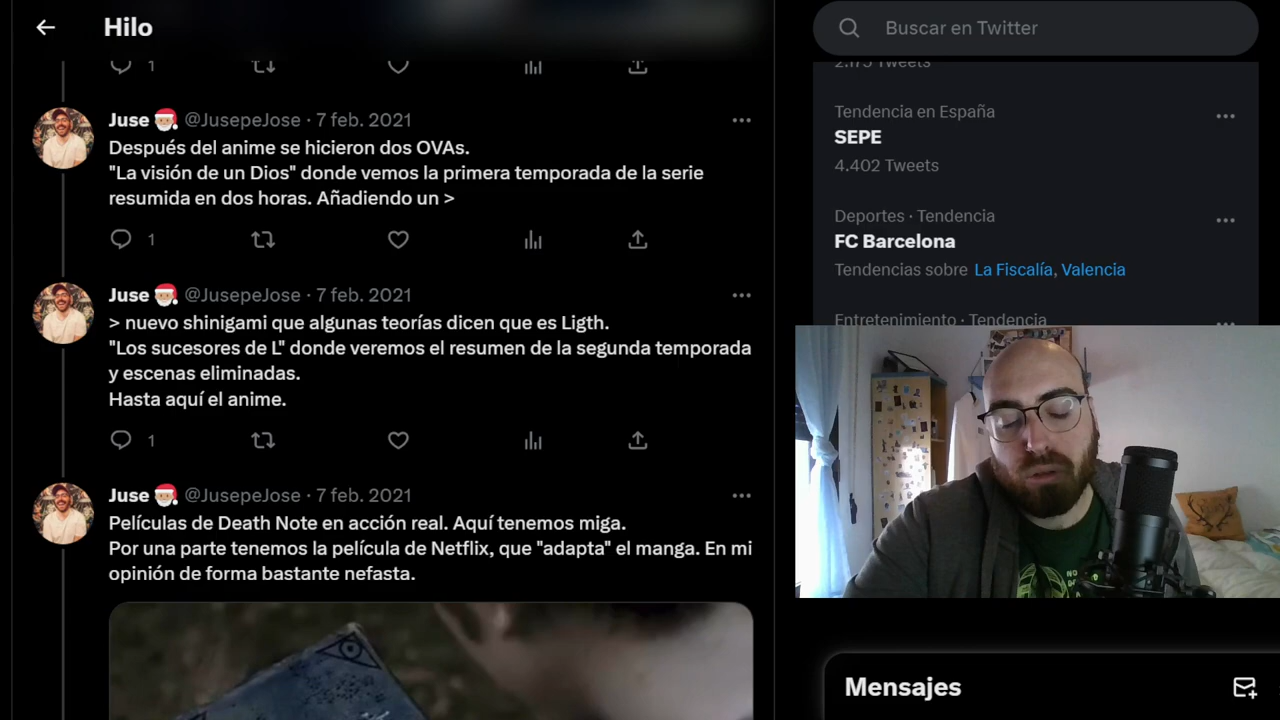 Hilo
1
Juse @JusepeJose · 7 feb. 2021
Después del anime se hicieron dos OVAs.
"La visión de un Dios" donde vemos la primera temporada de la serie
resumida en dos horas. Añadiendo un >
1
Juse @JusepeJose · 7 feb. 2021
> nuevo shinigami que algunas teorías dicen que es Ligth.
"Los sucesores de L" donde veremos el resumen de la segunda temporada
y escenas eliminadas.
Hasta aquí el anime.
1
Juse @JusepeJose · 7 feb. 2021
Películas de Death Note en acción real. Aquí tenemos miga.
Por una parte tenemos la película de Netflix, que "adapta" el manga. En mi
opinión de forma bastante nefasta.
Buscar en Twitter
2.175 Tweets
Tendencia en España
SEPE
4.402 Tweets
Deportes · Tendencia
FC Barcelona
Tendencias sobre La Fiscalía, Valencia
Entretenimiento · Tendencia
Mensajes